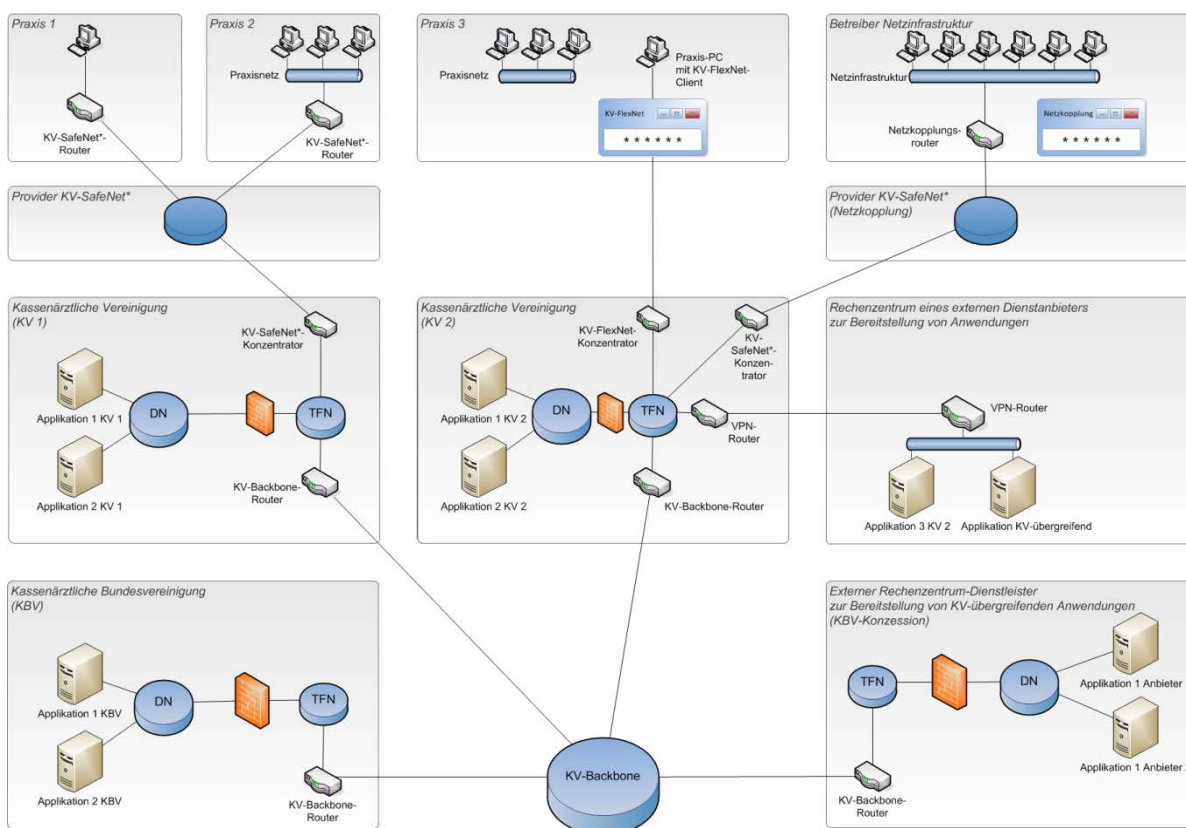 Praxis 1
KV-SafeNet*-
Router
Praxis 2
Praxisnetz
KV-SafeNet*-
Router
Praxis 3
Praxisnetz
Praxis-PC
mit KV-FlexNet-
Client
KV-FlexNet
* * * * * *
Betreiber Netzinfrastruktur
Netzinfrastruktur
Netzkopplungs-
router
Netzkopplung
* * * * * *
Provider KV-SafeNet*
Provider KV-SafeNet*
(Netzkopplung)
Kassenärztliche Vereinigung
(KV 1)
KV-SafeNet*-
Konzentrator
Applikation 1 KV 1
DN
TFN
Applikation 2 KV 1
KV-Backbone-
Router
Kassenärztliche Vereinigung
(KV 2)
KV-FlexNet-
Konzentrator
KV-
SafeNet*-
Konzen-
trator
Applikation 1 KV 2
DN
TFN
VPN-
Router
Applikation 2 KV 2
KV-Backbone-Router
Rechenzentrum eines externen Dienstanbieters
zur Bereitstellung von Anwendungen
VPN-Router
Applikation 3 KV 2
Applikation KV-übergreifend
Kassenärztliche Bundesvereinigung
(KBV)
Applikation 1 KBV
DN
TFN
Applikation 2 KBV
KV-Backbone-
Router
KV-Backbone
Externer Rechenzentrum-Dienstleister
zur Bereitstellung von KV-übergreifenden Anwendungen
(KBV-Konzession)
TFN
DN
Applikation 1 Anbieter
Applikation 1 Anbieter
KV-Backbone-
Router